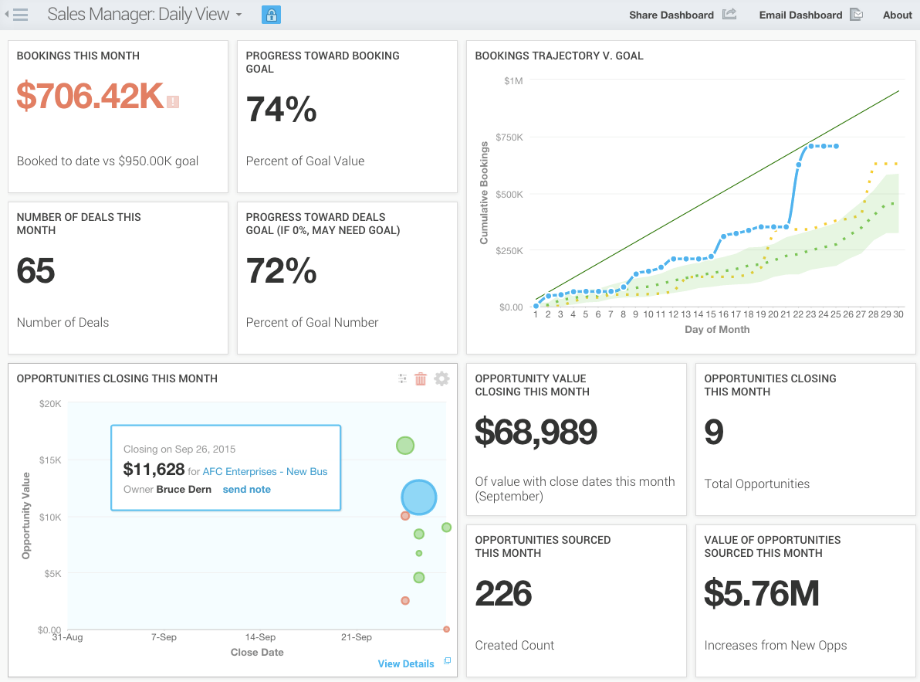 Sales Manager: Daily View
Share Dashboard
Email Dashboard
About
BOOKINGS THIS MONTH
$706.42K
!
Booked to date vs $950.00K goal
PROGRESS TOWARD BOOKING
GOAL
74%
Percent of Goal Value
BOOKINGS TRAJECTORY V. GOAL
$1M
$750K
$500K
$250K
$0.00
Cumulative Bookings
1 2 3 4 5 6 7 8 9 10 11 12 13 14 15 16 17 18 19 20 21 22 23 24 25 26 27 28 29 30
Day of Month
NUMBER OF DEALS THIS
MONTH
65
Number of Deals
PROGRESS TOWARD DEALS
GOAL (IF 0%, MAY NEED GOAL)
72%
Percent of Goal Number
OPPORTUNITIES CLOSING THIS MONTH
$20K
$15K
$10K
$5K
$0.00
Opportunity Value
Closing on Sep 26, 2015
$11,628 for AFC Enterprises - New Bus
Owner Bruce Dern send note
31-Aug 7-Sep 14-Sep 21-Sep
Close Date
View Details
OPPORTUNITY VALUE
CLOSING THIS MONTH
$68,989
Of value with close dates this month
(September)
OPPORTUNITIES CLOSING
THIS MONTH
9
Total Opportunities
OPPORTUNITIES SOURCED
THIS MONTH
226
Created Count
VALUE OF OPPORTUNITIES
SOURCED THIS MONTH
$5.76M
Increases from New Opps